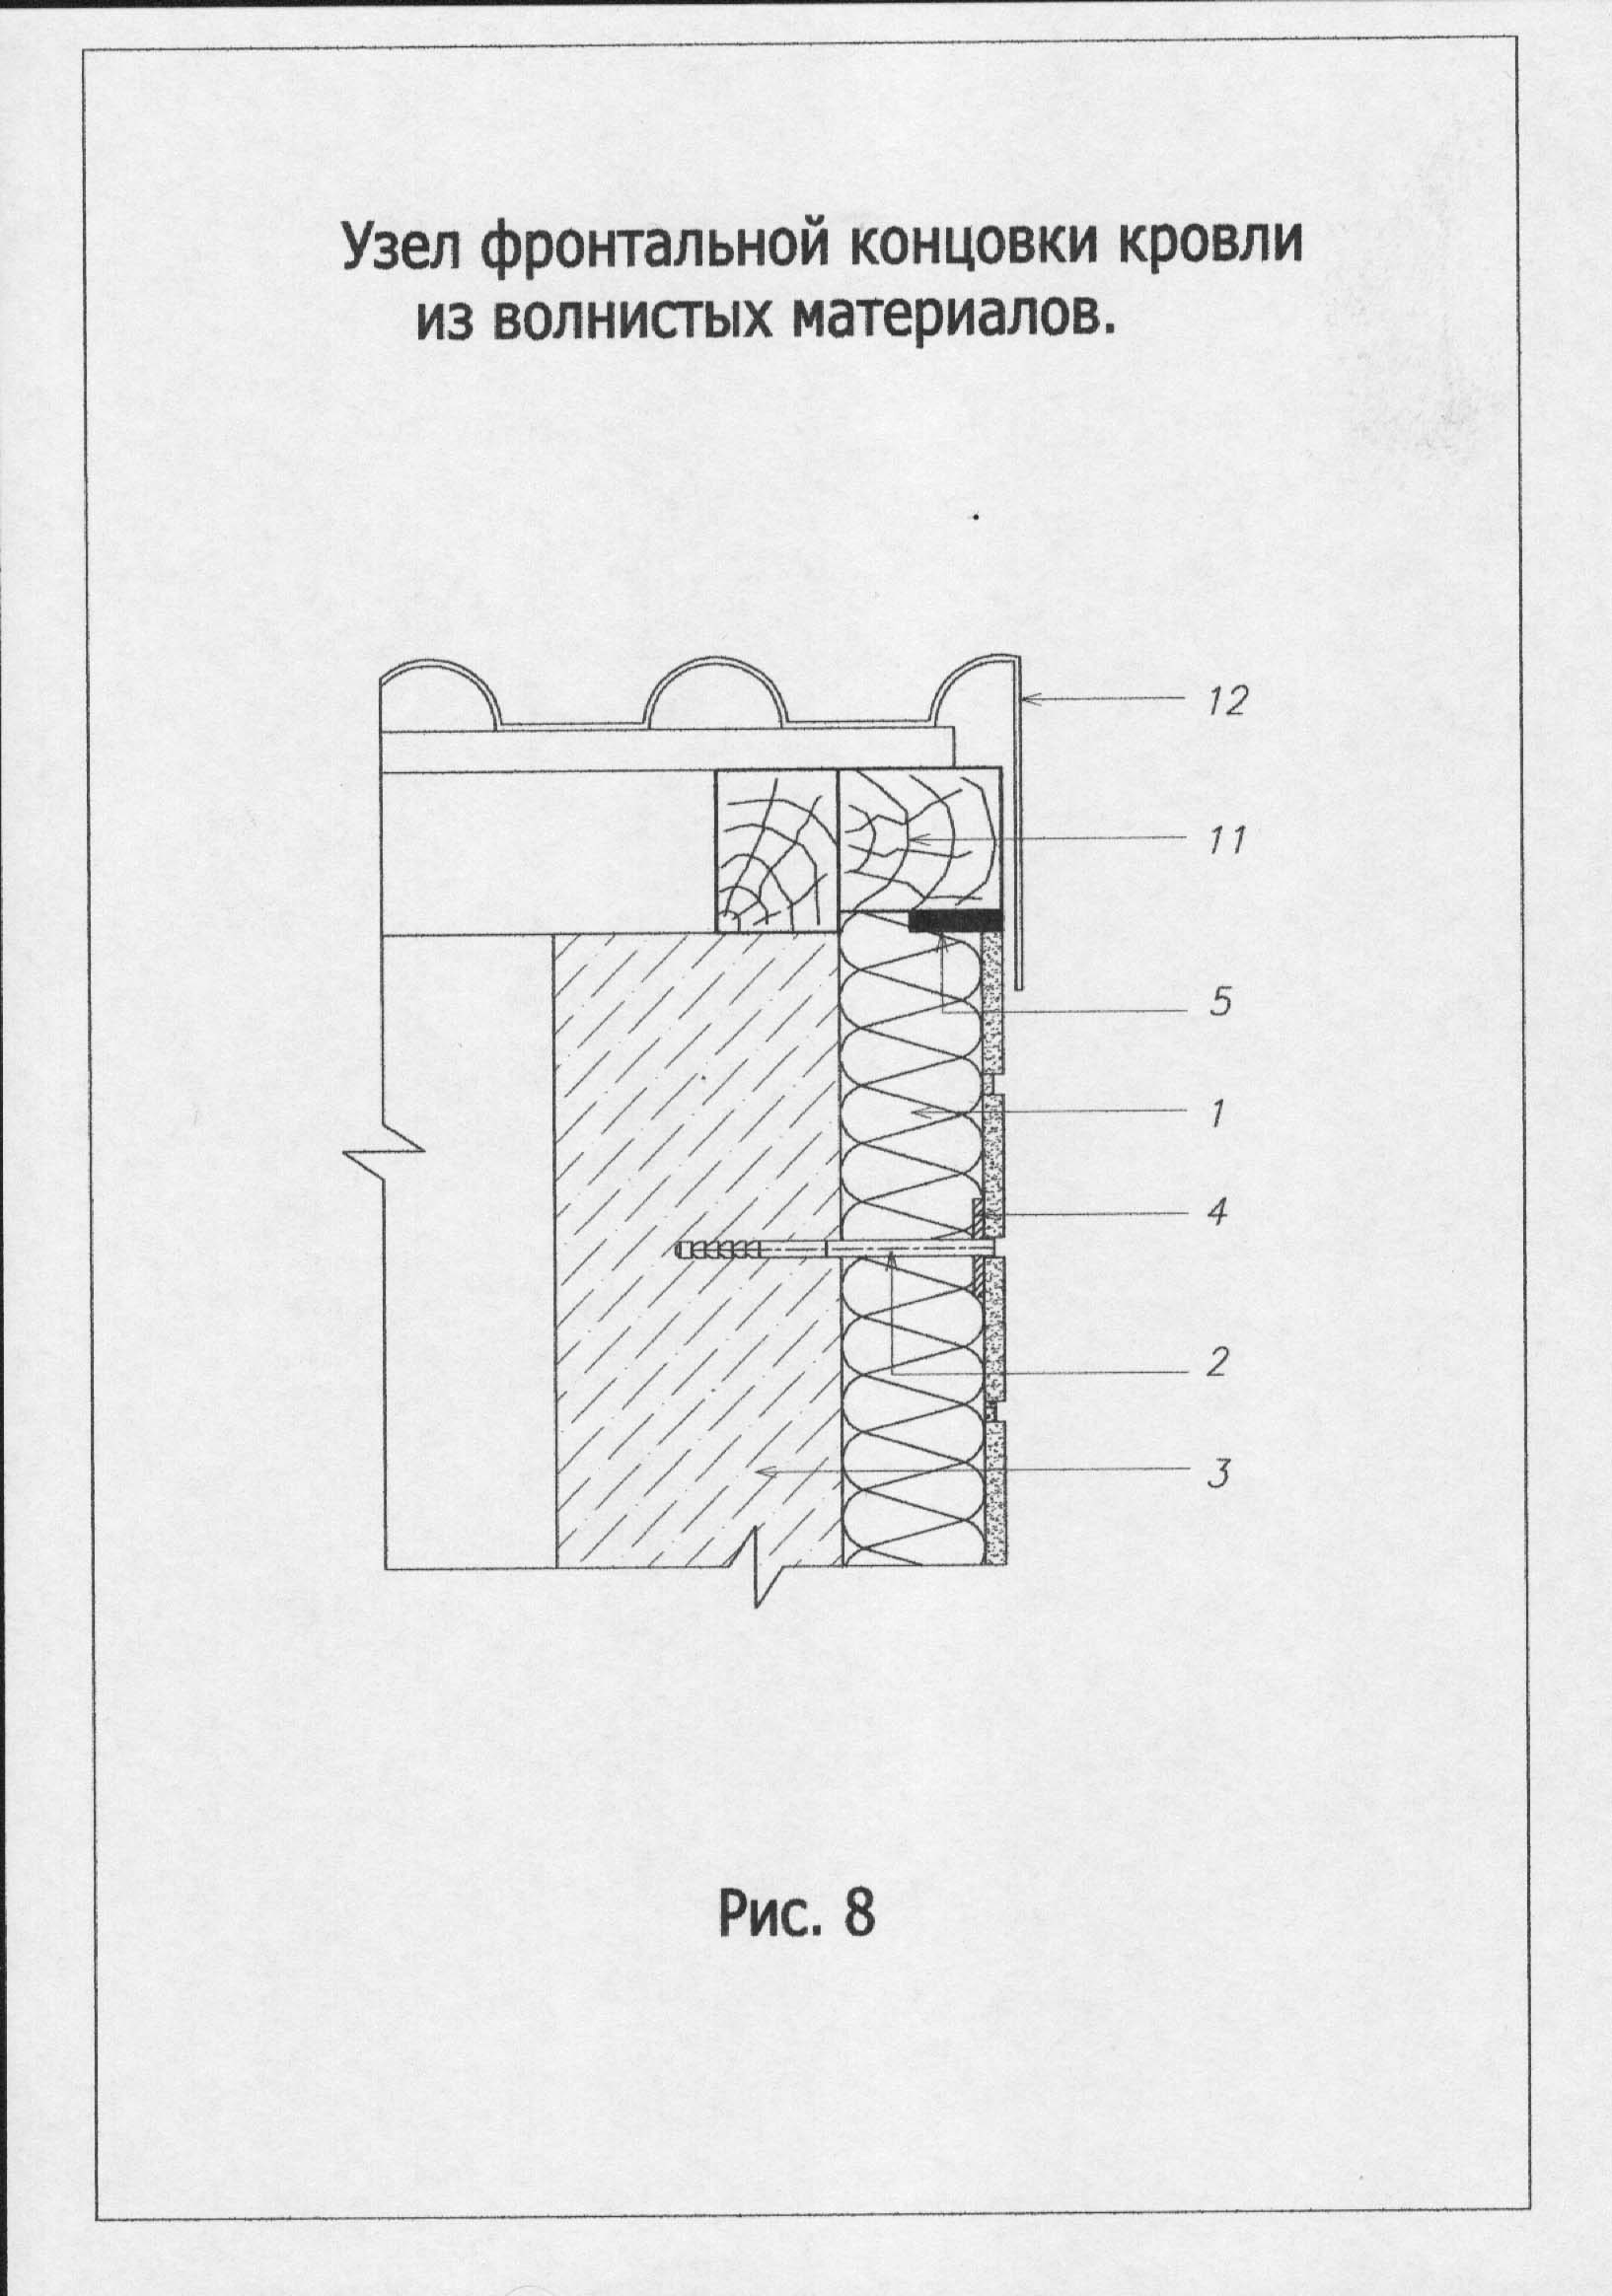 Узел фронтальной концовки кровли
из волнистых материалов.
12
11
5
1
4
2
3
Рис. 8